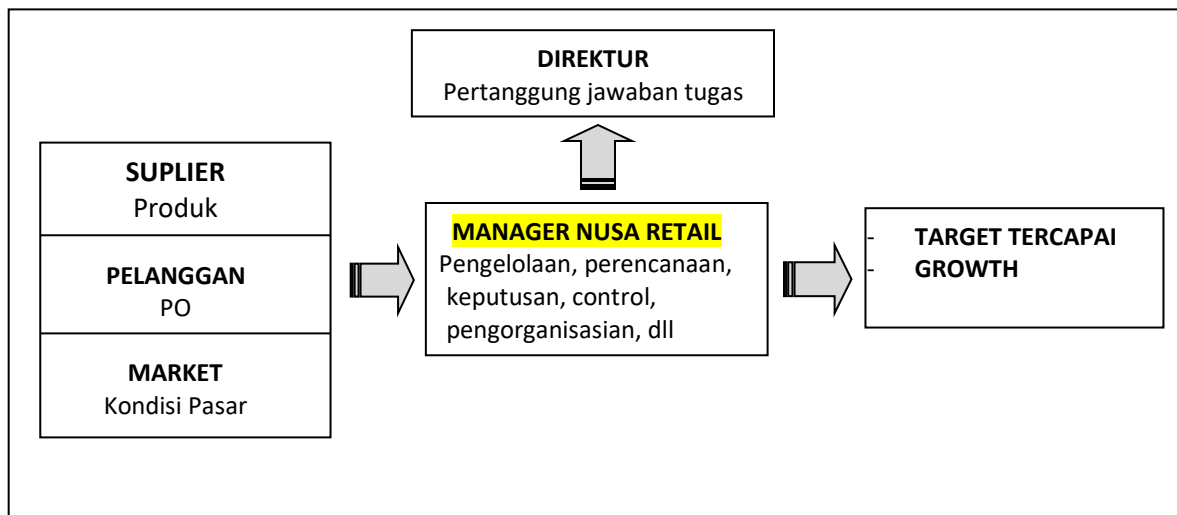 DIREKTUR
Pertanggung jawaban tugas
SUPLIER
Produk
PELANGGAN
PO
MARKET
Kondisi Pasar
MANAGER NUSA RETAIL
Pengelolaan, perencanaan,
keputusan, control,
pengorganisasian, dll
- TARGET TERCAPAI
- GROWTH